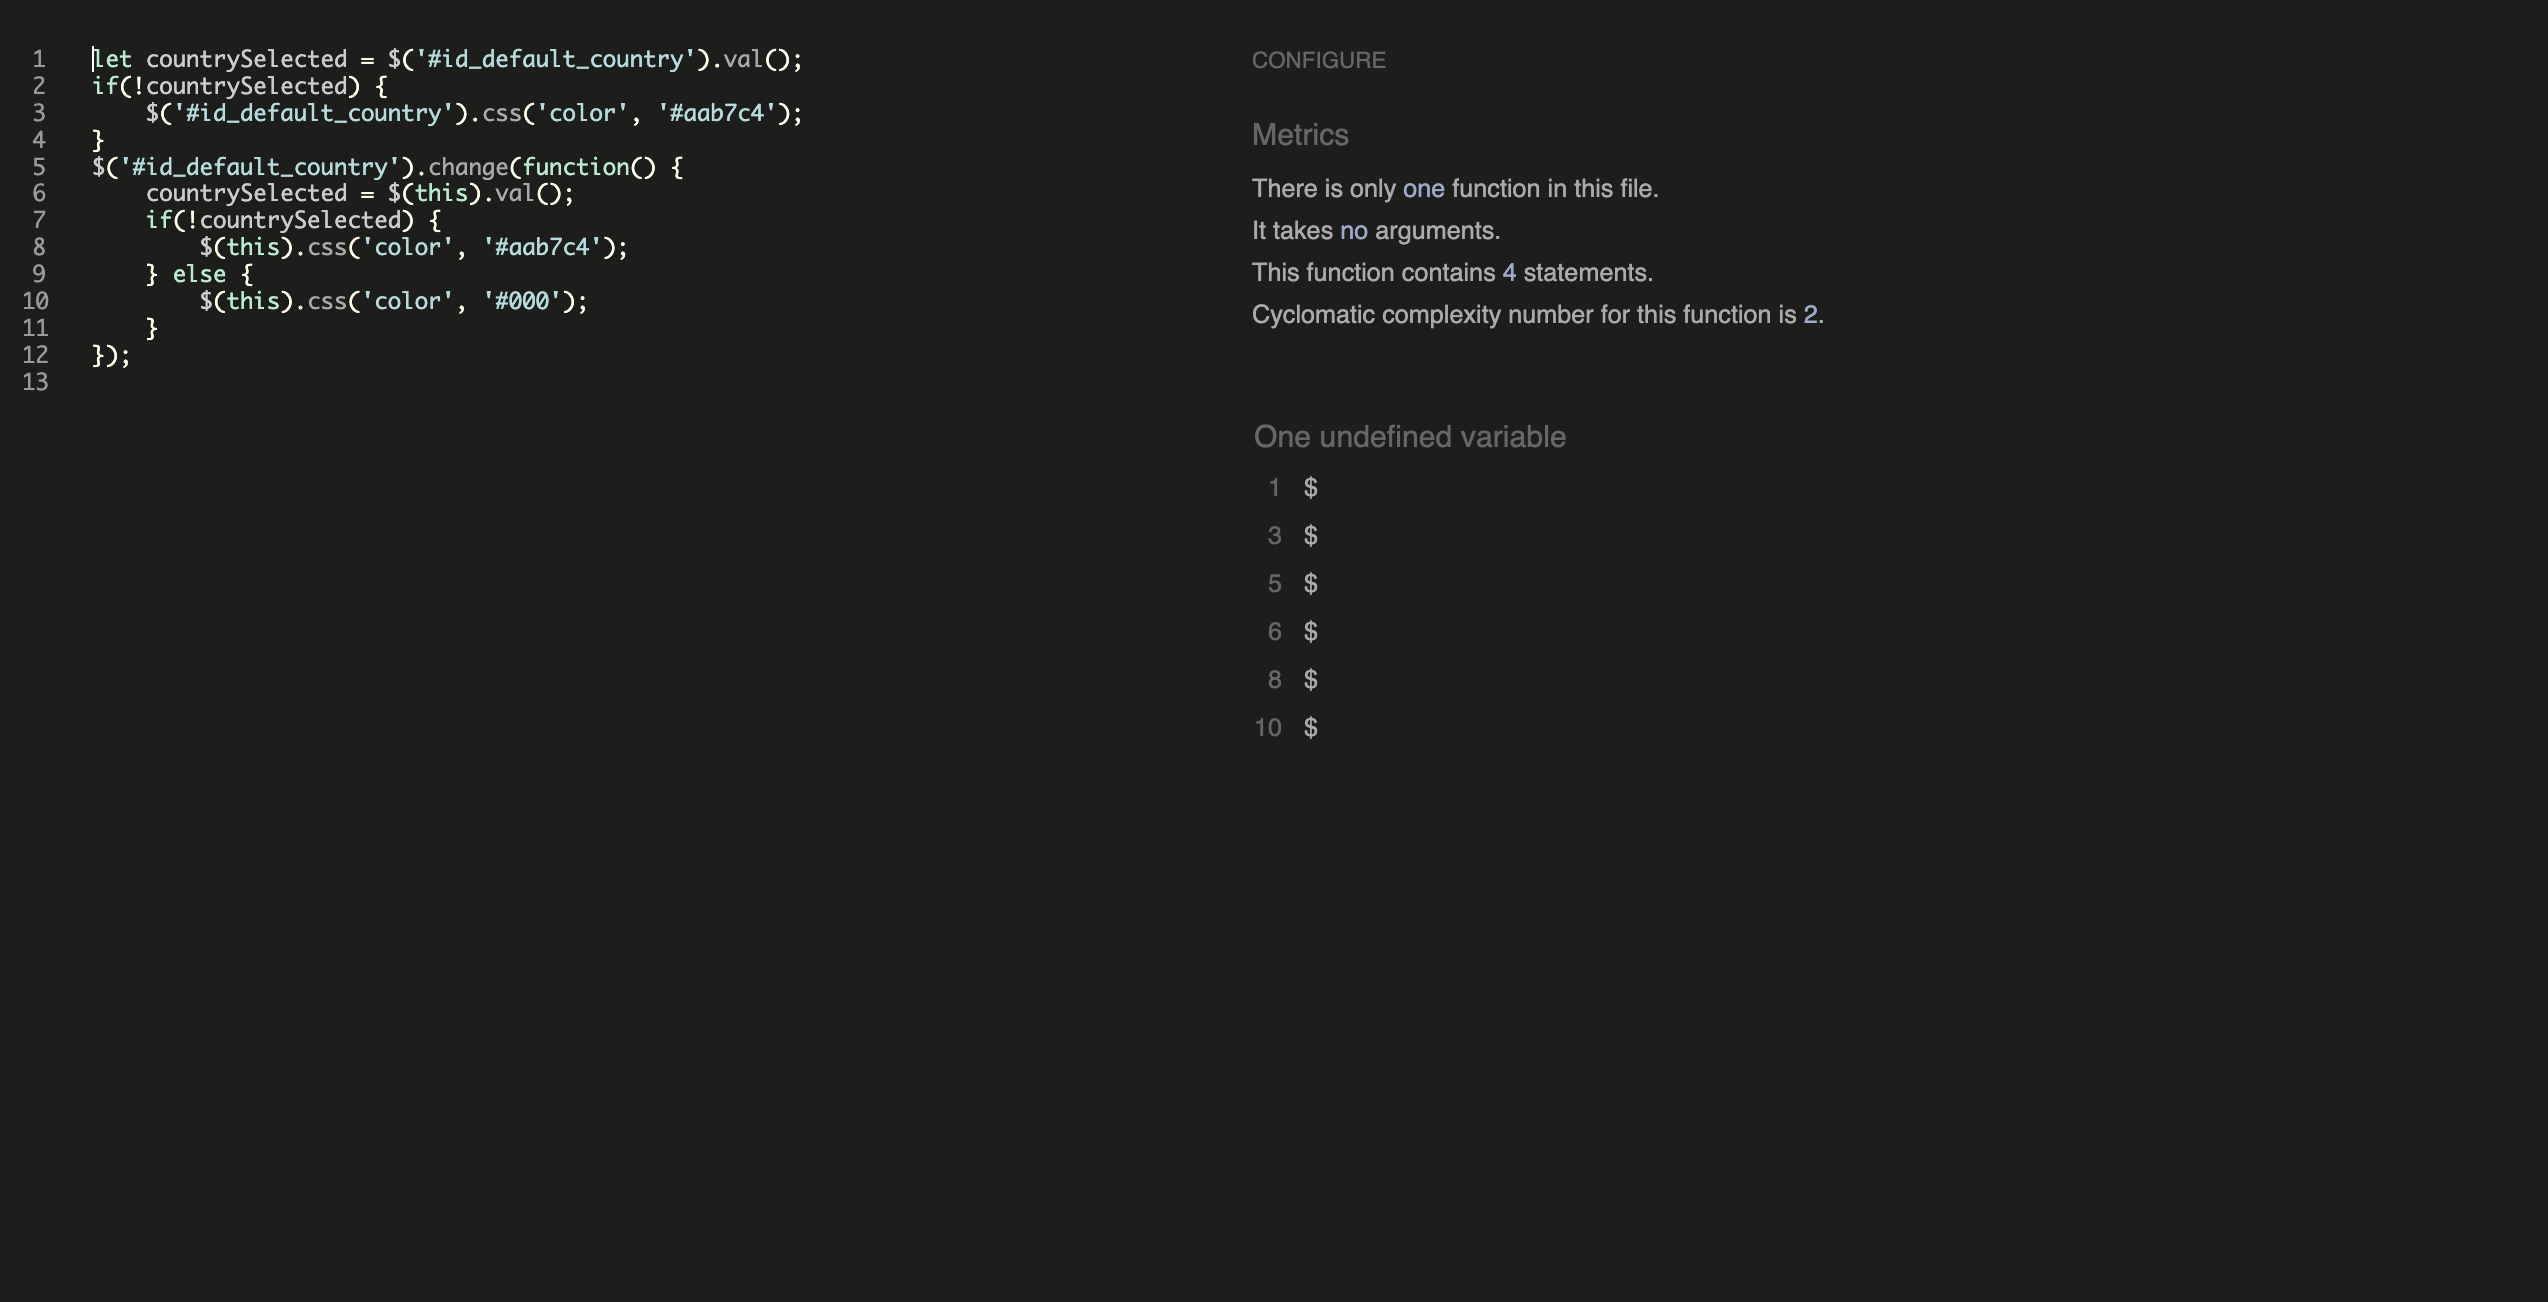 1 let countrySelected = $('#id_default_country').val();
2 if(!countrySelected) {
3     $('#id_default_country').css('color', '#aab7c4');
4 }
5 $('#id_default_country').change(function() {
6     countrySelected = $(this).val();
7     if(!countrySelected) {
8         $(this).css('color', '#aab7c4');
9     } else {
10         $(this).css('color', '#000');
11     }
12 });
13
CONFIGURE
Metrics
There is only one function in this file.
It takes no arguments.
This function contains 4 statements.
Cyclomatic complexity number for this function is 2.
One undefined variable
1 $
3 $
5 $
6 $
8 $
10 $